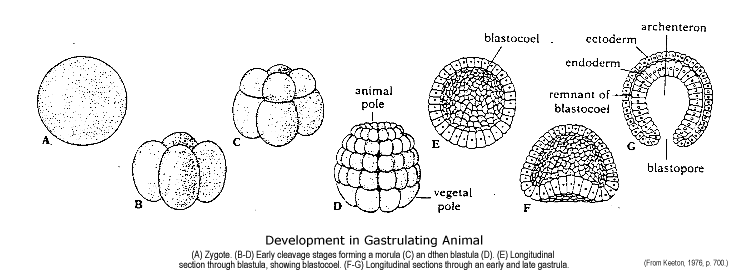 archenteron
blastocoel
ectoderm
endoderm
animal
pole
remnant of
blastocoel
A.
C
E
G
blastopore
B
vegetal
pole
D
F
Development in Gastrulating Animal
(A) Zygote. (B-D) Early cleavage stages forming a morula (C) an dthen blastula (D). (E) Longitudinal
section through blastula, showing blastocoel. (F-G) Longitudinal sections through an early and late gastrula.
(From Keeton, 1976, p. 700.)